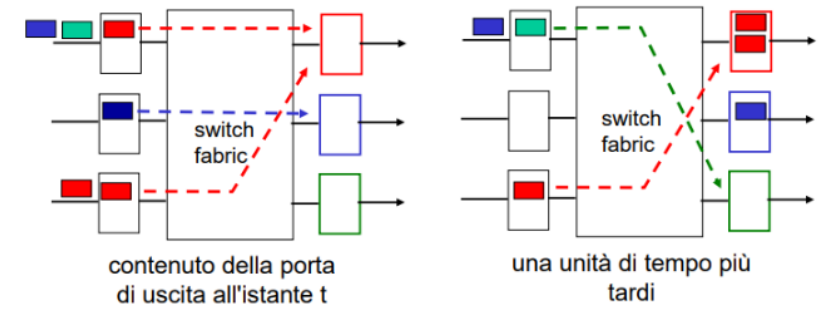 switch
fabric
contenuto della porta
di uscita all'istante t
switch
fabric
una unità di tempo più
tardi